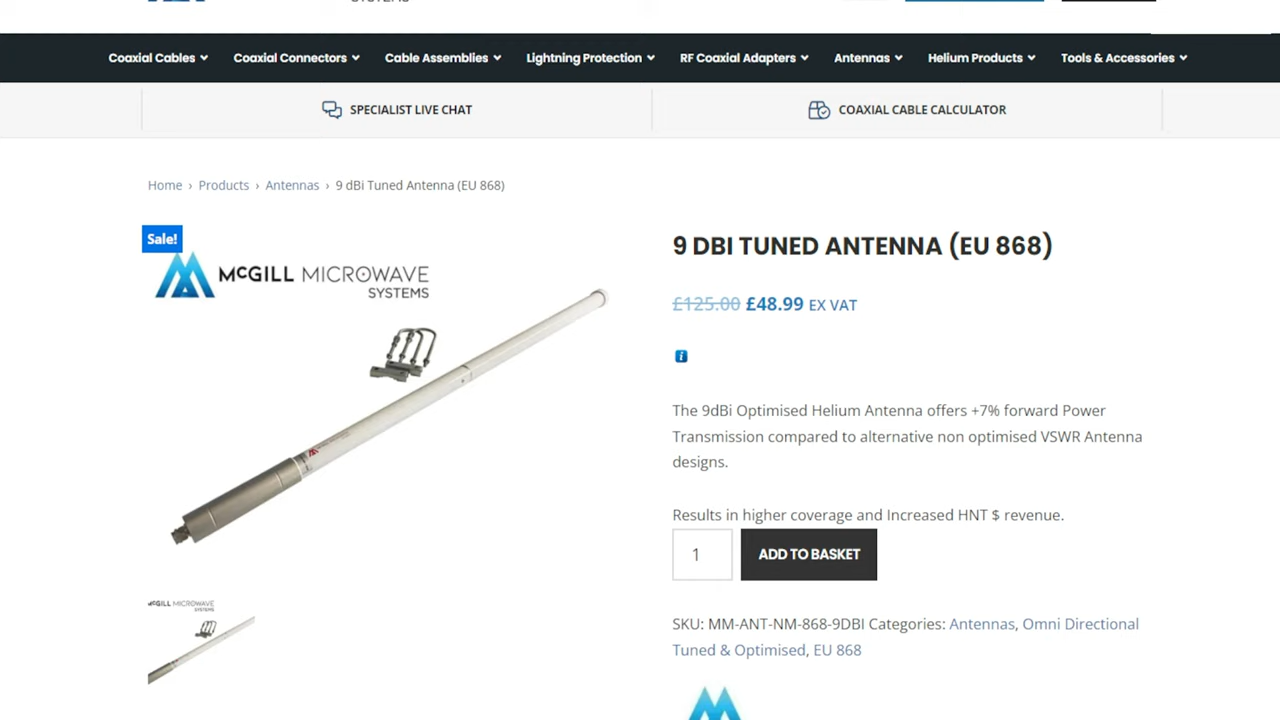 SYSTEMS
Coaxial Cables Coaxial Connectors Cable Assemblies Lightning Protection RF Coaxial Adapters Antennas Helium Products Tools & Accessories
SPECIALIST LIVE CHAT COAXIAL CABLE CALCULATOR
Home › Products › Antennas › 9 dBi Tuned Antenna (EU 868)
Sale!
McGILL MICROWAVE
SYSTEMS
9 DBI TUNED ANTENNA (EU 868)
£125.00 £48.99 EX VAT
i
The 9dBi Optimised Helium Antenna offers +7% forward Power
Transmission compared to alternative non optimised VSWR Antenna
designs.
Results in higher coverage and Increased HNT $ revenue.
1 ADD TO BASKET
McGILL MICROWAVE
SYSTEMS
SKU: MM-ANT-NM-868-9DBI Categories: Antennas, Omni Directional
Tuned & Optimised, EU 868